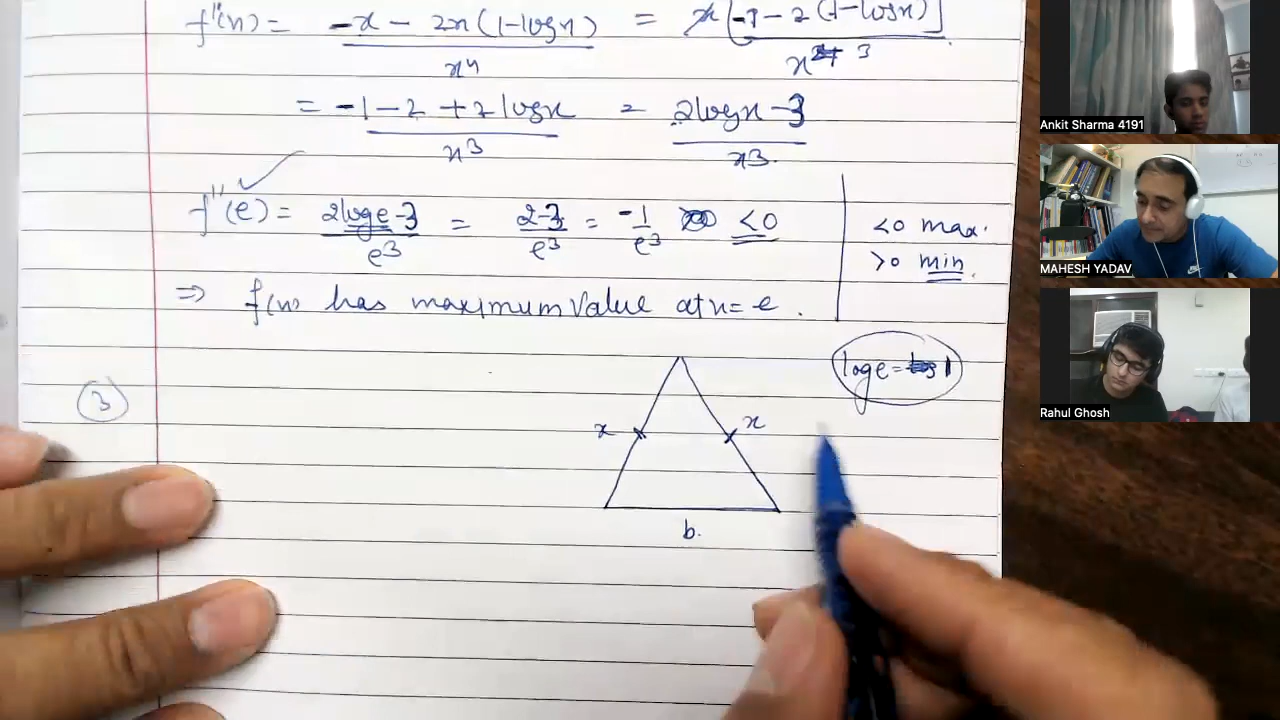 f''(x) = -x - 2x(1-logx) / x⁴ = x[-1-2(1-logx)] / x³
= -1-2+2logx / x³ = 2logx-3 / x³.
f''(e) = 2loge-3 / e³ = 2-3 / e³ = -1 / e³ <0
<0 max.
>0 min.
⇒ f(x) has maximum value at x=e.
loge=1
3
x x
b.
Ankit Sharma 4191
MAHESH YADAV
Rahul Ghosh